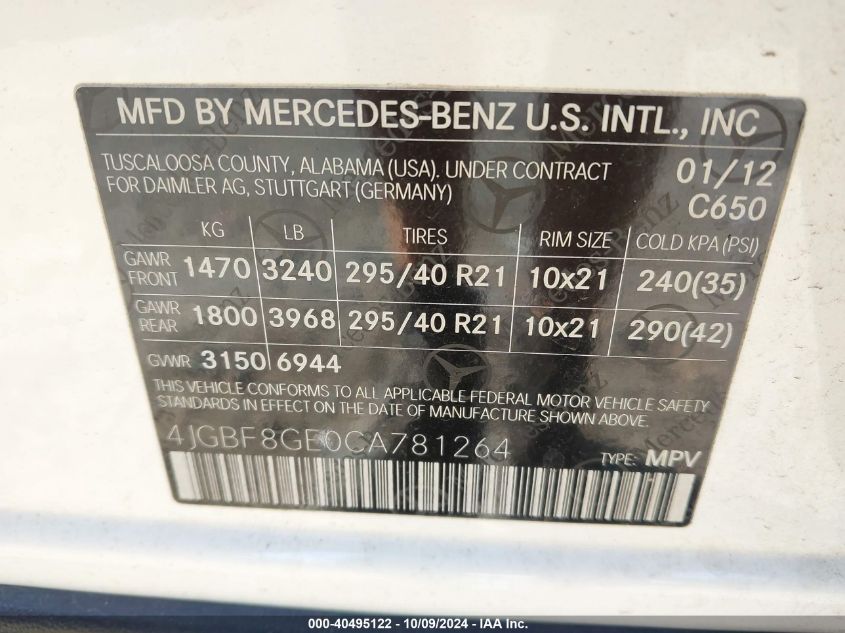 MFD BY MERCEDES-BENZ U.S. INTL., INC
TUSCALOOSA COUNTY, ALABAMA (USA). UNDER CONTRACT 01/12
FOR DAIMLER AG, STUTTGART (GERMANY) C650
KG LB TIRES RIM SIZE COLD KPA (PSI)
GAWR FRONT 1470 3240 295/40 R21 10x21 240(35)
GAWR REAR 1800 3968 295/40 R21 10x21 290(42)
GVWR 3150 6944
THIS VEHICLE CONFORMS TO ALL APPLICABLE FEDERAL MOTOR VEHICLE SAFETY
STANDARDS IN EFFECT ON THE DATE OF MANUFACTURE SHOWN ABOVE.
4JGBF8GE0CA781264 TYPE: MPV
000-40495122 - 10/09/2024 - IAA Inc.